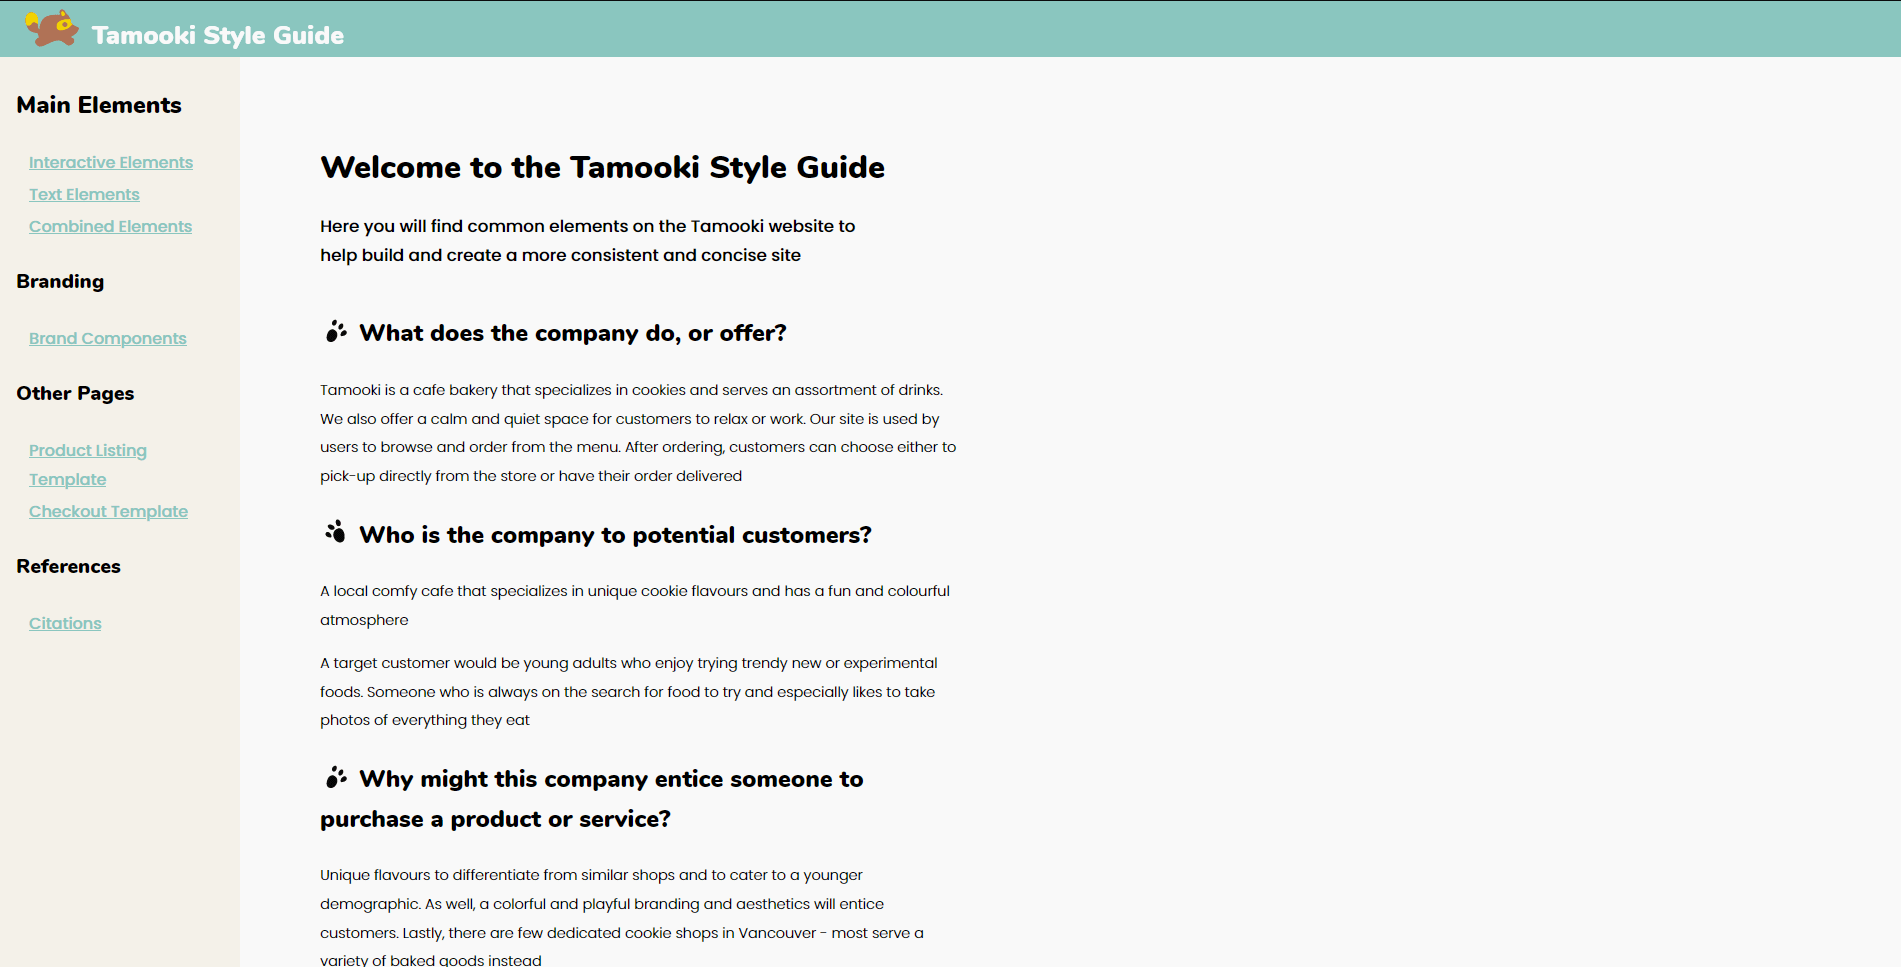 Tamooki Style Guide
Main Elements
Interactive Elements
Text Elements
Combined Elements
Branding
Brand Components
Other Pages
Product Listing
Template
Checkout Template
References
Citations
Welcome to the Tamooki Style Guide
Here you will find common elements on the Tamooki website to
help build and create a more consistent and concise site
What does the company do, or offer?
Tamooki is a cafe bakery that specializes in cookies and serves an assortment of drinks.
We also offer a calm and quiet space for customers to relax or work. Our site is used by
users to browse and order from the menu. After ordering, customers can choose either to
pick-up directly from the store or have their order delivered
Who is the company to potential customers?
A local comfy cafe that specializes in unique cookie flavours and has a fun and colourful
atmosphere
A target customer would be young adults who enjoy trying trendy new or experimental
foods. Someone who is always on the search for food to try and especially likes to take
photos of everything they eat
Why might this company entice someone to
purchase a product or service?
Unique flavours to differentiate from similar shops and to cater to a younger
demographic. As well, a colorful and playful branding and aesthetics will entice
customers. Lastly, there are few dedicated cookie shops in Vancouver - most serve a
variety of baked goods instead